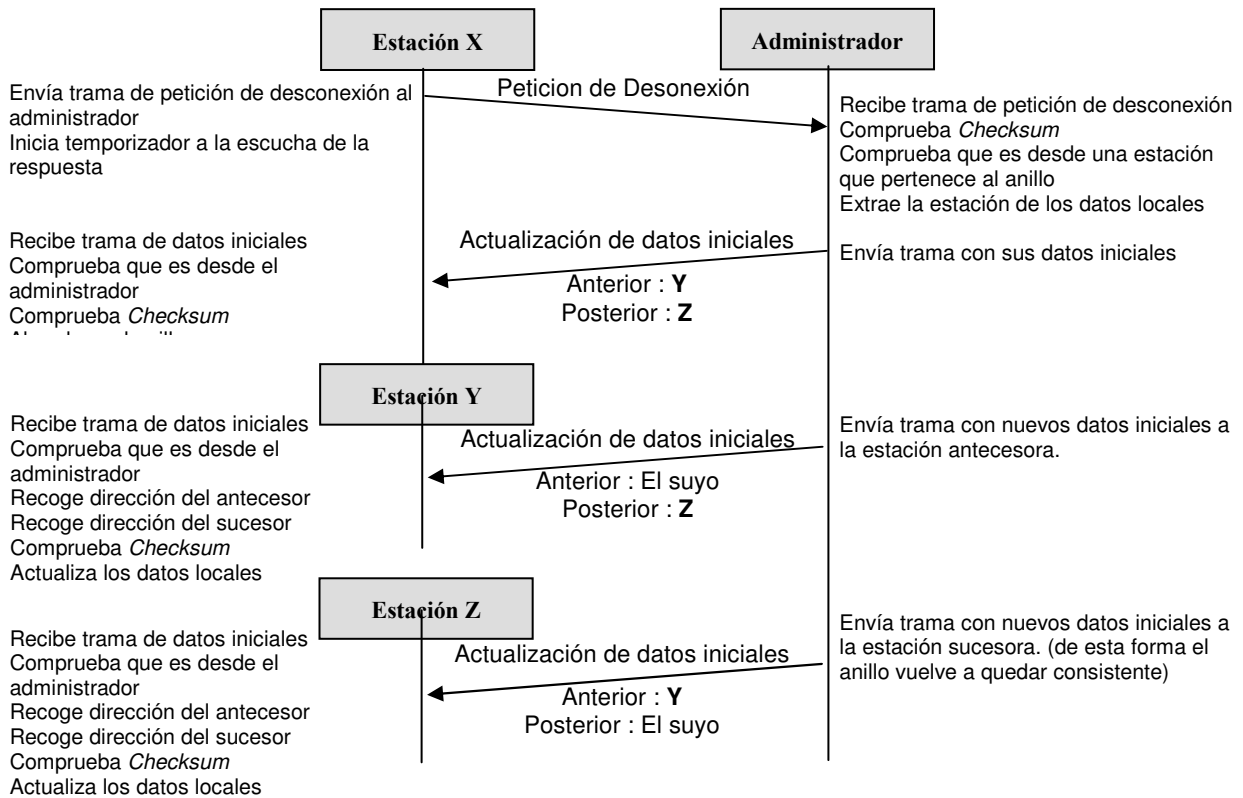 Estación X
Administrador
Peticion de Desonexión
Envía trama de petición de desconexión al
administrador
Inicia temporizador a la escucha de la
respuesta
Recibe trama de petición de desconexión
Comprueba Checksum
Comprueba que es desde una estación
que pertenece al anillo
Extrae la estación de los datos locales
Recibe trama de datos iniciales
Comprueba que es desde el
administrador
Comprueba Checksum
Actualización de datos iniciales
Anterior : Y
Posterior : Z
Envía trama con sus datos iniciales
Estación Y
Recibe trama de datos iniciales
Comprueba que es desde el
administrador
Recoge dirección del antecesor
Recoge dirección del sucesor
Comprueba Checksum
Actualiza los datos locales
Actualización de datos iniciales
Anterior : El suyo
Posterior : Z
Envía trama con nuevos datos iniciales a
la estación antecesora.
Estación Z
Recibe trama de datos iniciales
Comprueba que es desde el
administrador
Recoge dirección del antecesor
Recoge dirección del sucesor
Comprueba Checksum
Actualiza los datos locales
Actualización de datos iniciales
Anterior : Y
Posterior : El suyo
Envía trama con nuevos datos iniciales a
la estación sucesora. (de esta forma el
anillo vuelve a quedar consistente)